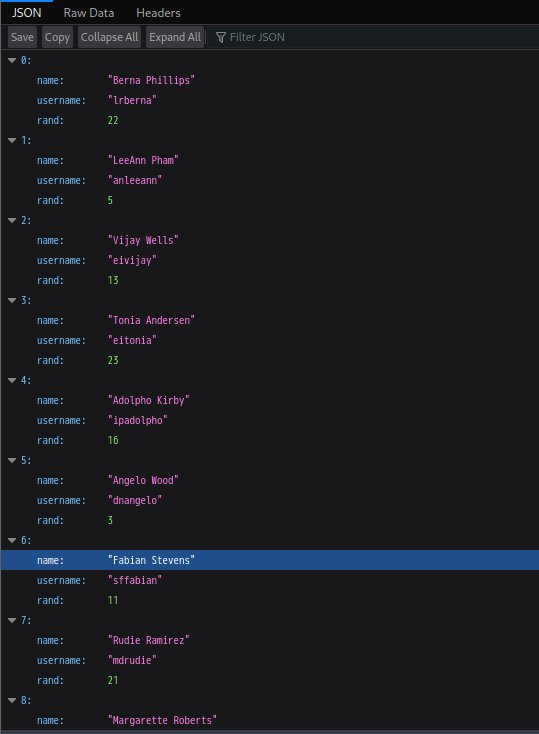 JSON Raw Data Headers
Save Copy Collapse All Expand All Filter JSON
0:
name: "Berna Phillips"
username: "lrberna"
rand: 22
1:
name: "LeeAnn Pham"
username: "anleeann"
rand: 5
2:
name: "Vijay Wells"
username: "eivijay"
rand: 13
3:
name: "Tonia Andersen"
username: "eitonia"
rand: 23
4:
name: "Adolpho Kirby"
username: "ipadolpho"
rand: 16
5:
name: "Angelo Wood"
username: "dnangelo"
rand: 3
6:
name: "Fabian Stevens"
username: "sffabian"
rand: 11
7:
name: "Rudie Ramirez"
username: "mdrudie"
rand: 21
8:
name: "Margarette Roberts"